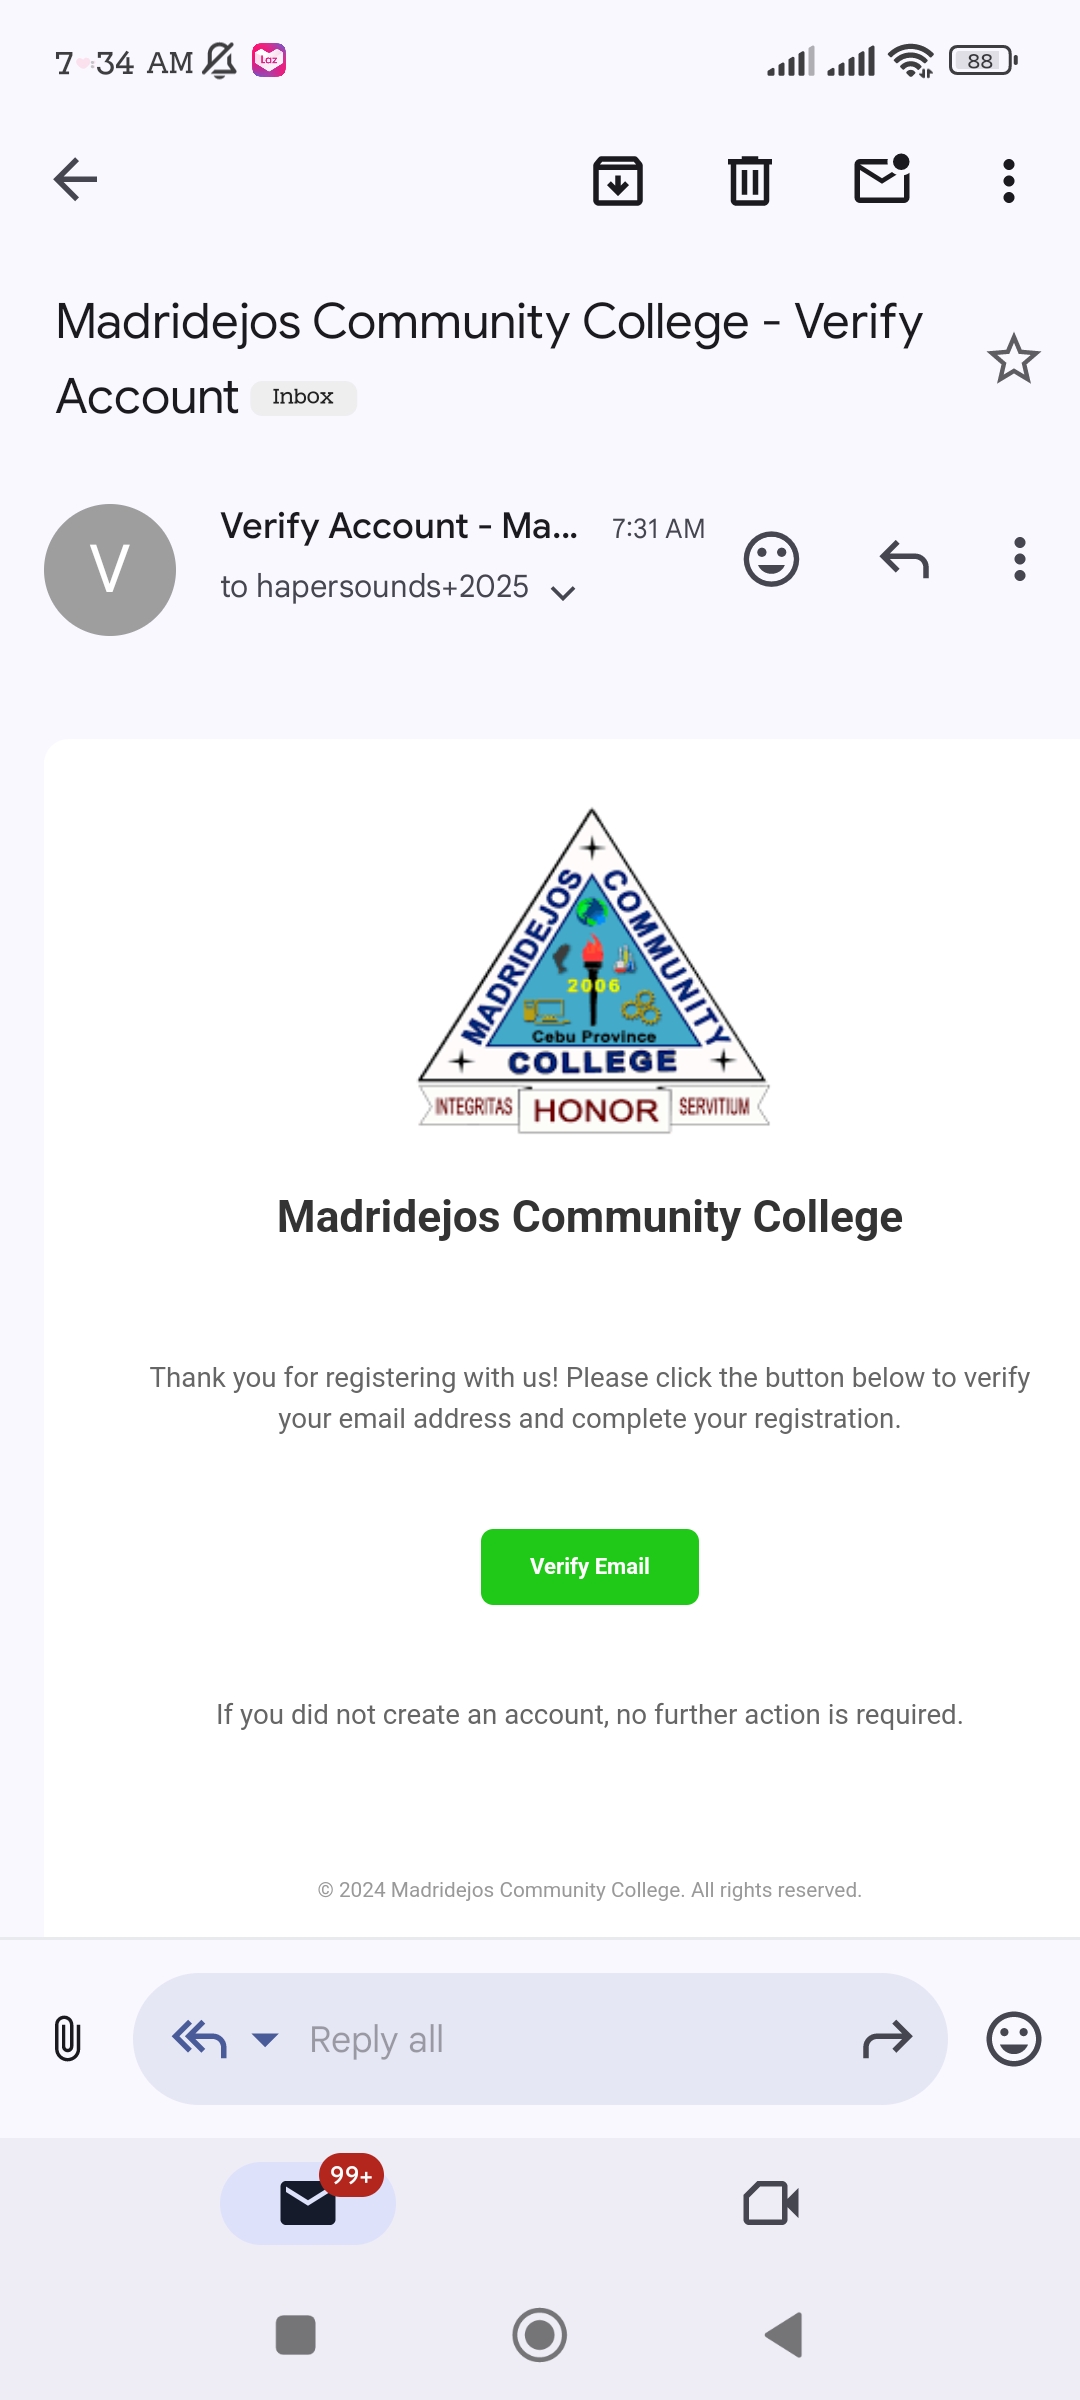 7:34 AM
Laz
88
Madridejos Community College - Verify
Account Inbox
V
Verify Account - Ma... 7:31 AM
to hapersounds+2025
MADRIDEJOS COMMUNITY
2006
Cebu Province
COLLEGE
INTEGRITAS HONOR SERVITIUM
Madridejos Community College
Thank you for registering with us! Please click the button below to verify
your email address and complete your registration.
Verify Email
If you did not create an account, no further action is required.
© 2024 Madridejos Community College. All rights reserved.
Reply all
99+